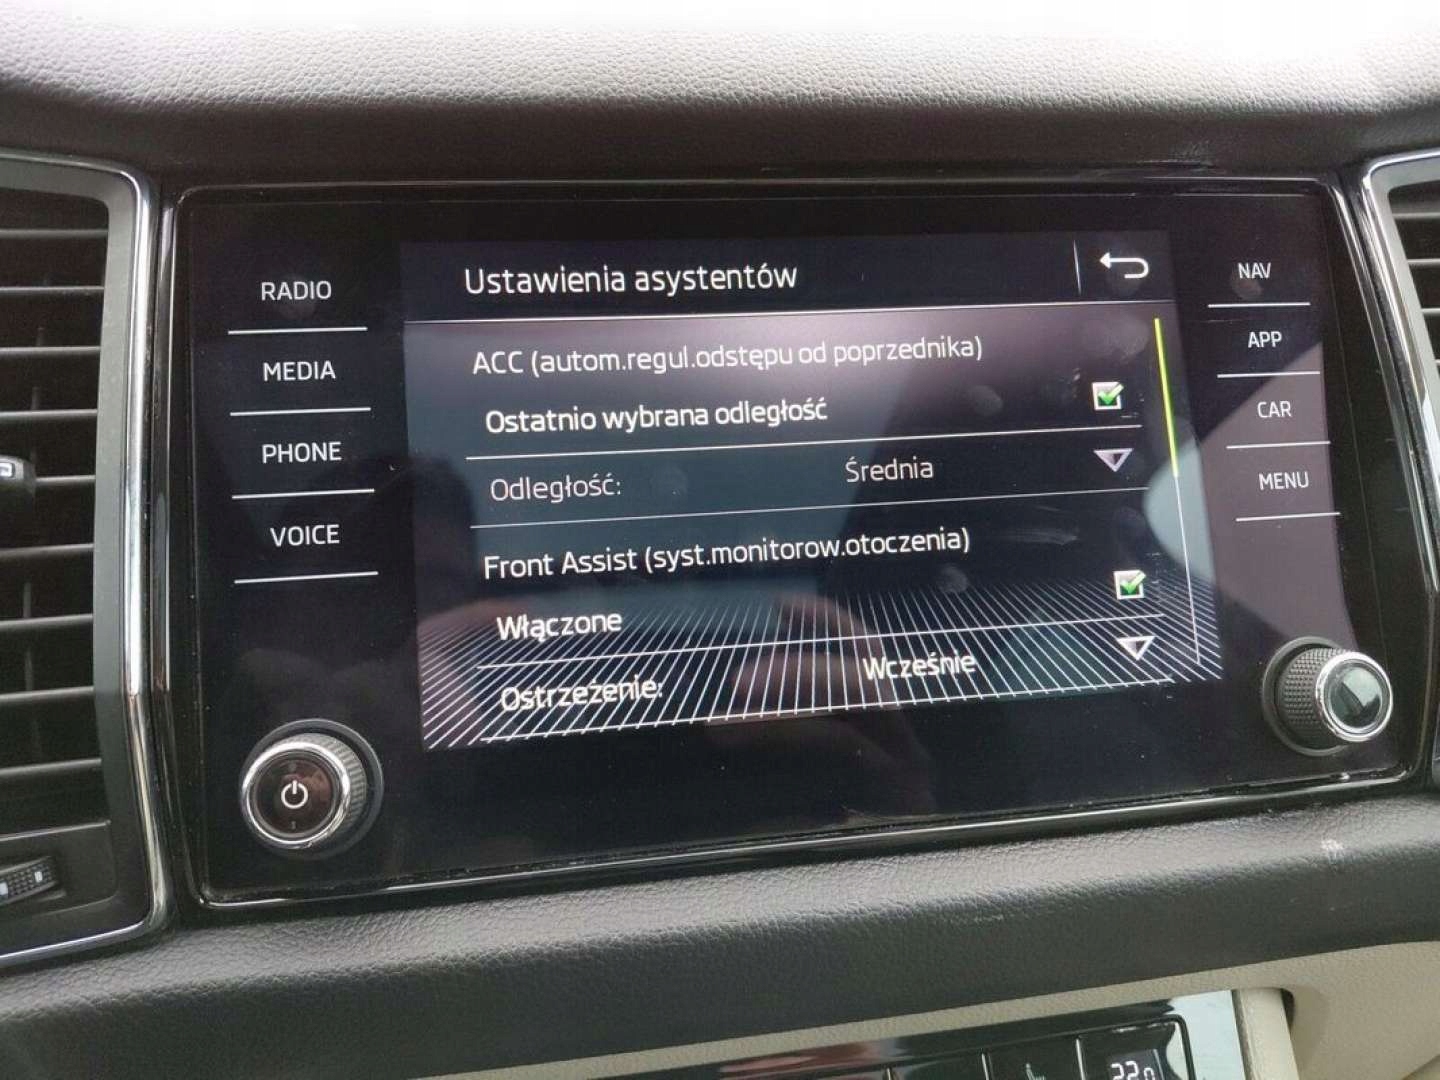 RADIO
MEDIA
PHONE
VOICE
Ustawienia asystentów
ACC (autom.regul.odstępu od poprzednika)
Ostatnio wybrana odległość
Odległość: Średnia
Front Assist (syst.monitorow.otoczenia)
Włączone
Ostrzeżenie: Wcześnie
NAV
APP
CAR
MENU